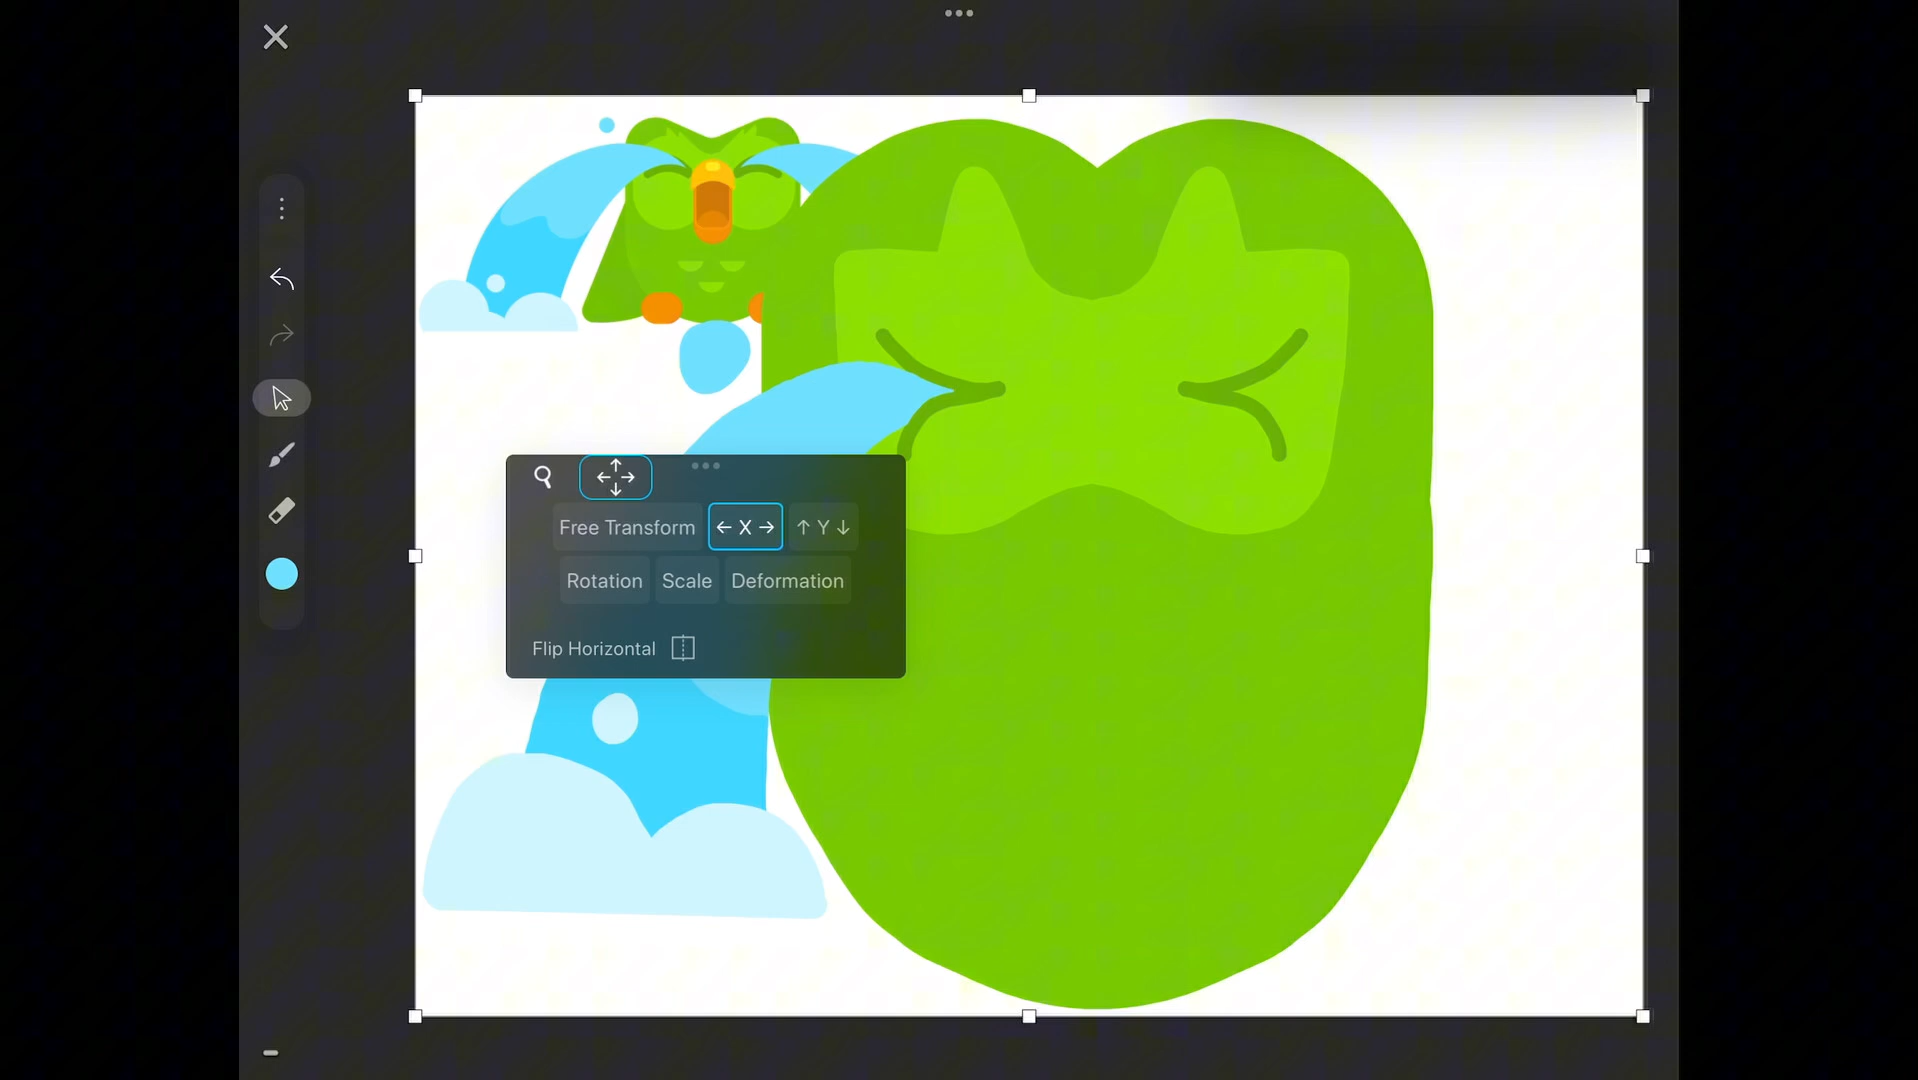 Free Transform ← X → ↑ Y ↓
Rotation Scale Deformation
Flip Horizontal